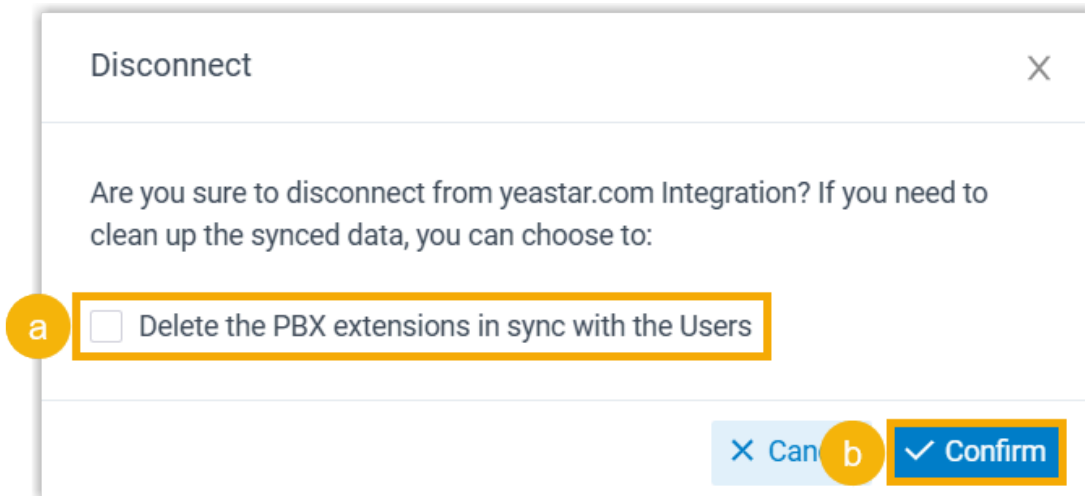 Disconnect
Are you sure to disconnect from yeastar.com Integration? If you need to
clean up the synced data, you can choose to:
a
Delete the PBX extensions in sync with the Users
Can
b
Confirm